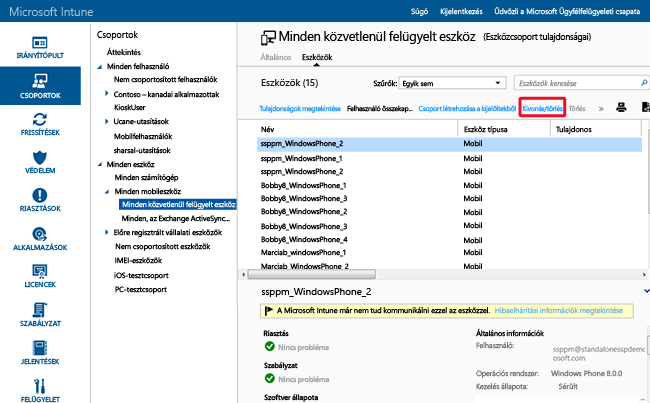 Microsoft Intune
Súgó Kijelentkezés Üdvözli a Microsoft Ügyfélfelügyeleti csapata
IRÁNYÍTÓPULT
CSOPORTOK
FRISSÍTÉSEK
VÉDELEM
RIASZTÁSOK
ALKALMAZÁSOK
LICENCEK
SZABÁLYZAT
JELENTÉSEK
FELÜGYELET
Csoportok
Áttekintés
Minden felhasználó
Nem csoportosított felhasználók
Contoso – kanadai alkalmazottak
KioskUser
Ucane-utasítások
Mobilfelhasználók
sharsal-utasítások
Minden eszköz
Minden számítógép
Minden mobileszköz
Minden közvetlenül felügyelt eszköz
Minden, az Exchange ActiveSync...
Előre regisztrált vállalati eszközök
Nem csoportosított eszközök
IMEI-eszközök
iOS-tesztcsoport
PC-tesztcsoport
Minden közvetlenül felügyelt eszköz (Eszközcsoport tulajdonságai)
Általános Eszközök
Eszközök (15) Szűrők: Egyik sem Eszközök keresése
Tulajdonságok megtekintése Felhasználó összekap... Csoport létrehozása a kijelöltekből Kivonás/törlés Törlés »
Név Eszköz típusa Tulajdonos
ssppm_WindowsPhone_2 Mobil
ssppm_WindowsPhone_1 Mobil
ssppm_WindowsPhone_2 Mobil
Bobby8_WindowsPhone_1 Mobil
Bobby8_WindowsPhone_3 Mobil
Bobby8_WindowsPhone_2 Mobil
Bobby8_WindowsPhone_3 Mobil
Bobby8_WindowsPhone_4 Mobil
Marciab_WindowsPhone_1 Mobil
Marciab_WindowsPhone_2 Mobil
ssppm_WindowsPhone_2
A Microsoft Intune már nem tud kommunikálni ezzel az eszközzel. Hibaelhárítási információk megtekintése
Riasztás
Nincs probléma
Szabályzat
Nincs probléma
Szoftver állapota
Általános információk
Felhasználó: ssppm@standalonesspdemo
osoft.com
Operációs rendszer: Windows Phone 8.0.0
Kezelés állapota: Sérült